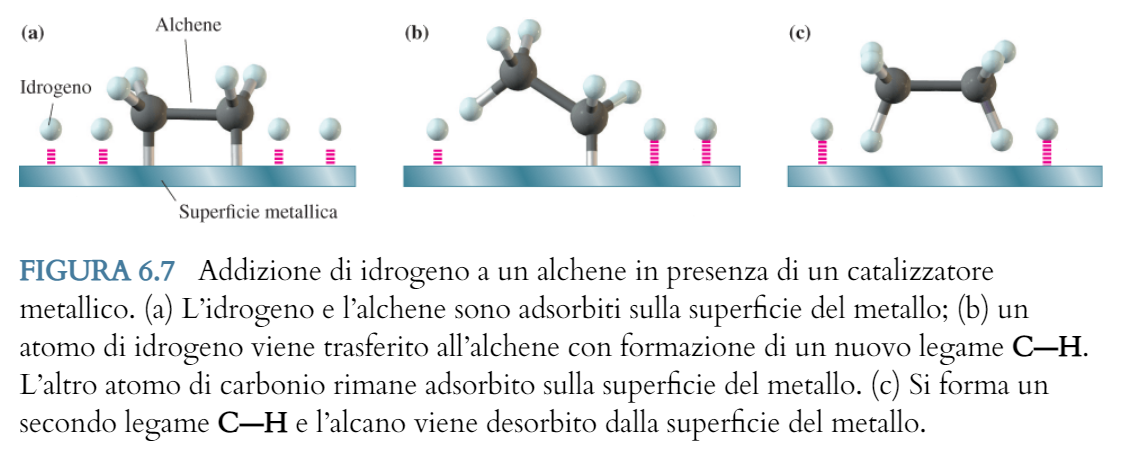 (a)
Alchene
Idrogeno
Superficie metallica
(b)
(c)
FIGURA 6.7 Addizione di idrogeno a un alchene in presenza di un catalizzatore
metallico. (a) L’idrogeno e l’alchene sono adsorbiti sulla superficie del metallo; (b) un
atomo di idrogeno viene trasferito all’alchene con formazione di un nuovo legame C—H.
L’altro atomo di carbonio rimane adsorbito sulla superficie del metallo. (c) Si forma un
secondo legame C—H e l’alcano viene desorbito dalla superficie del metallo.